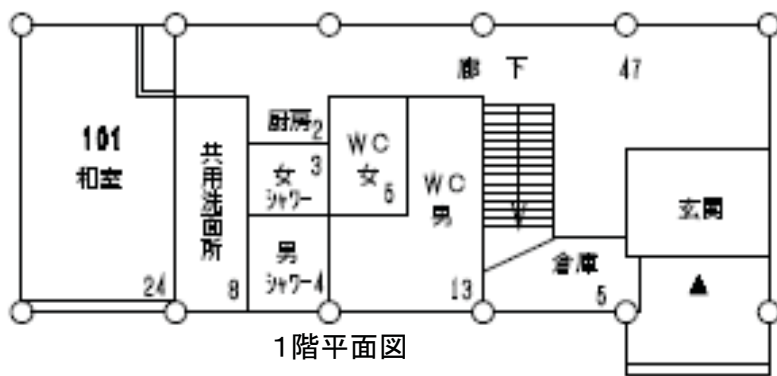 廊下 47
101
和室
24
共用洗面所
8
厨房 2
女
シャワー
3
男
シャワー 4
WC
女
5
WC
男
13
倉庫
5
玄関
▲
1階平面図